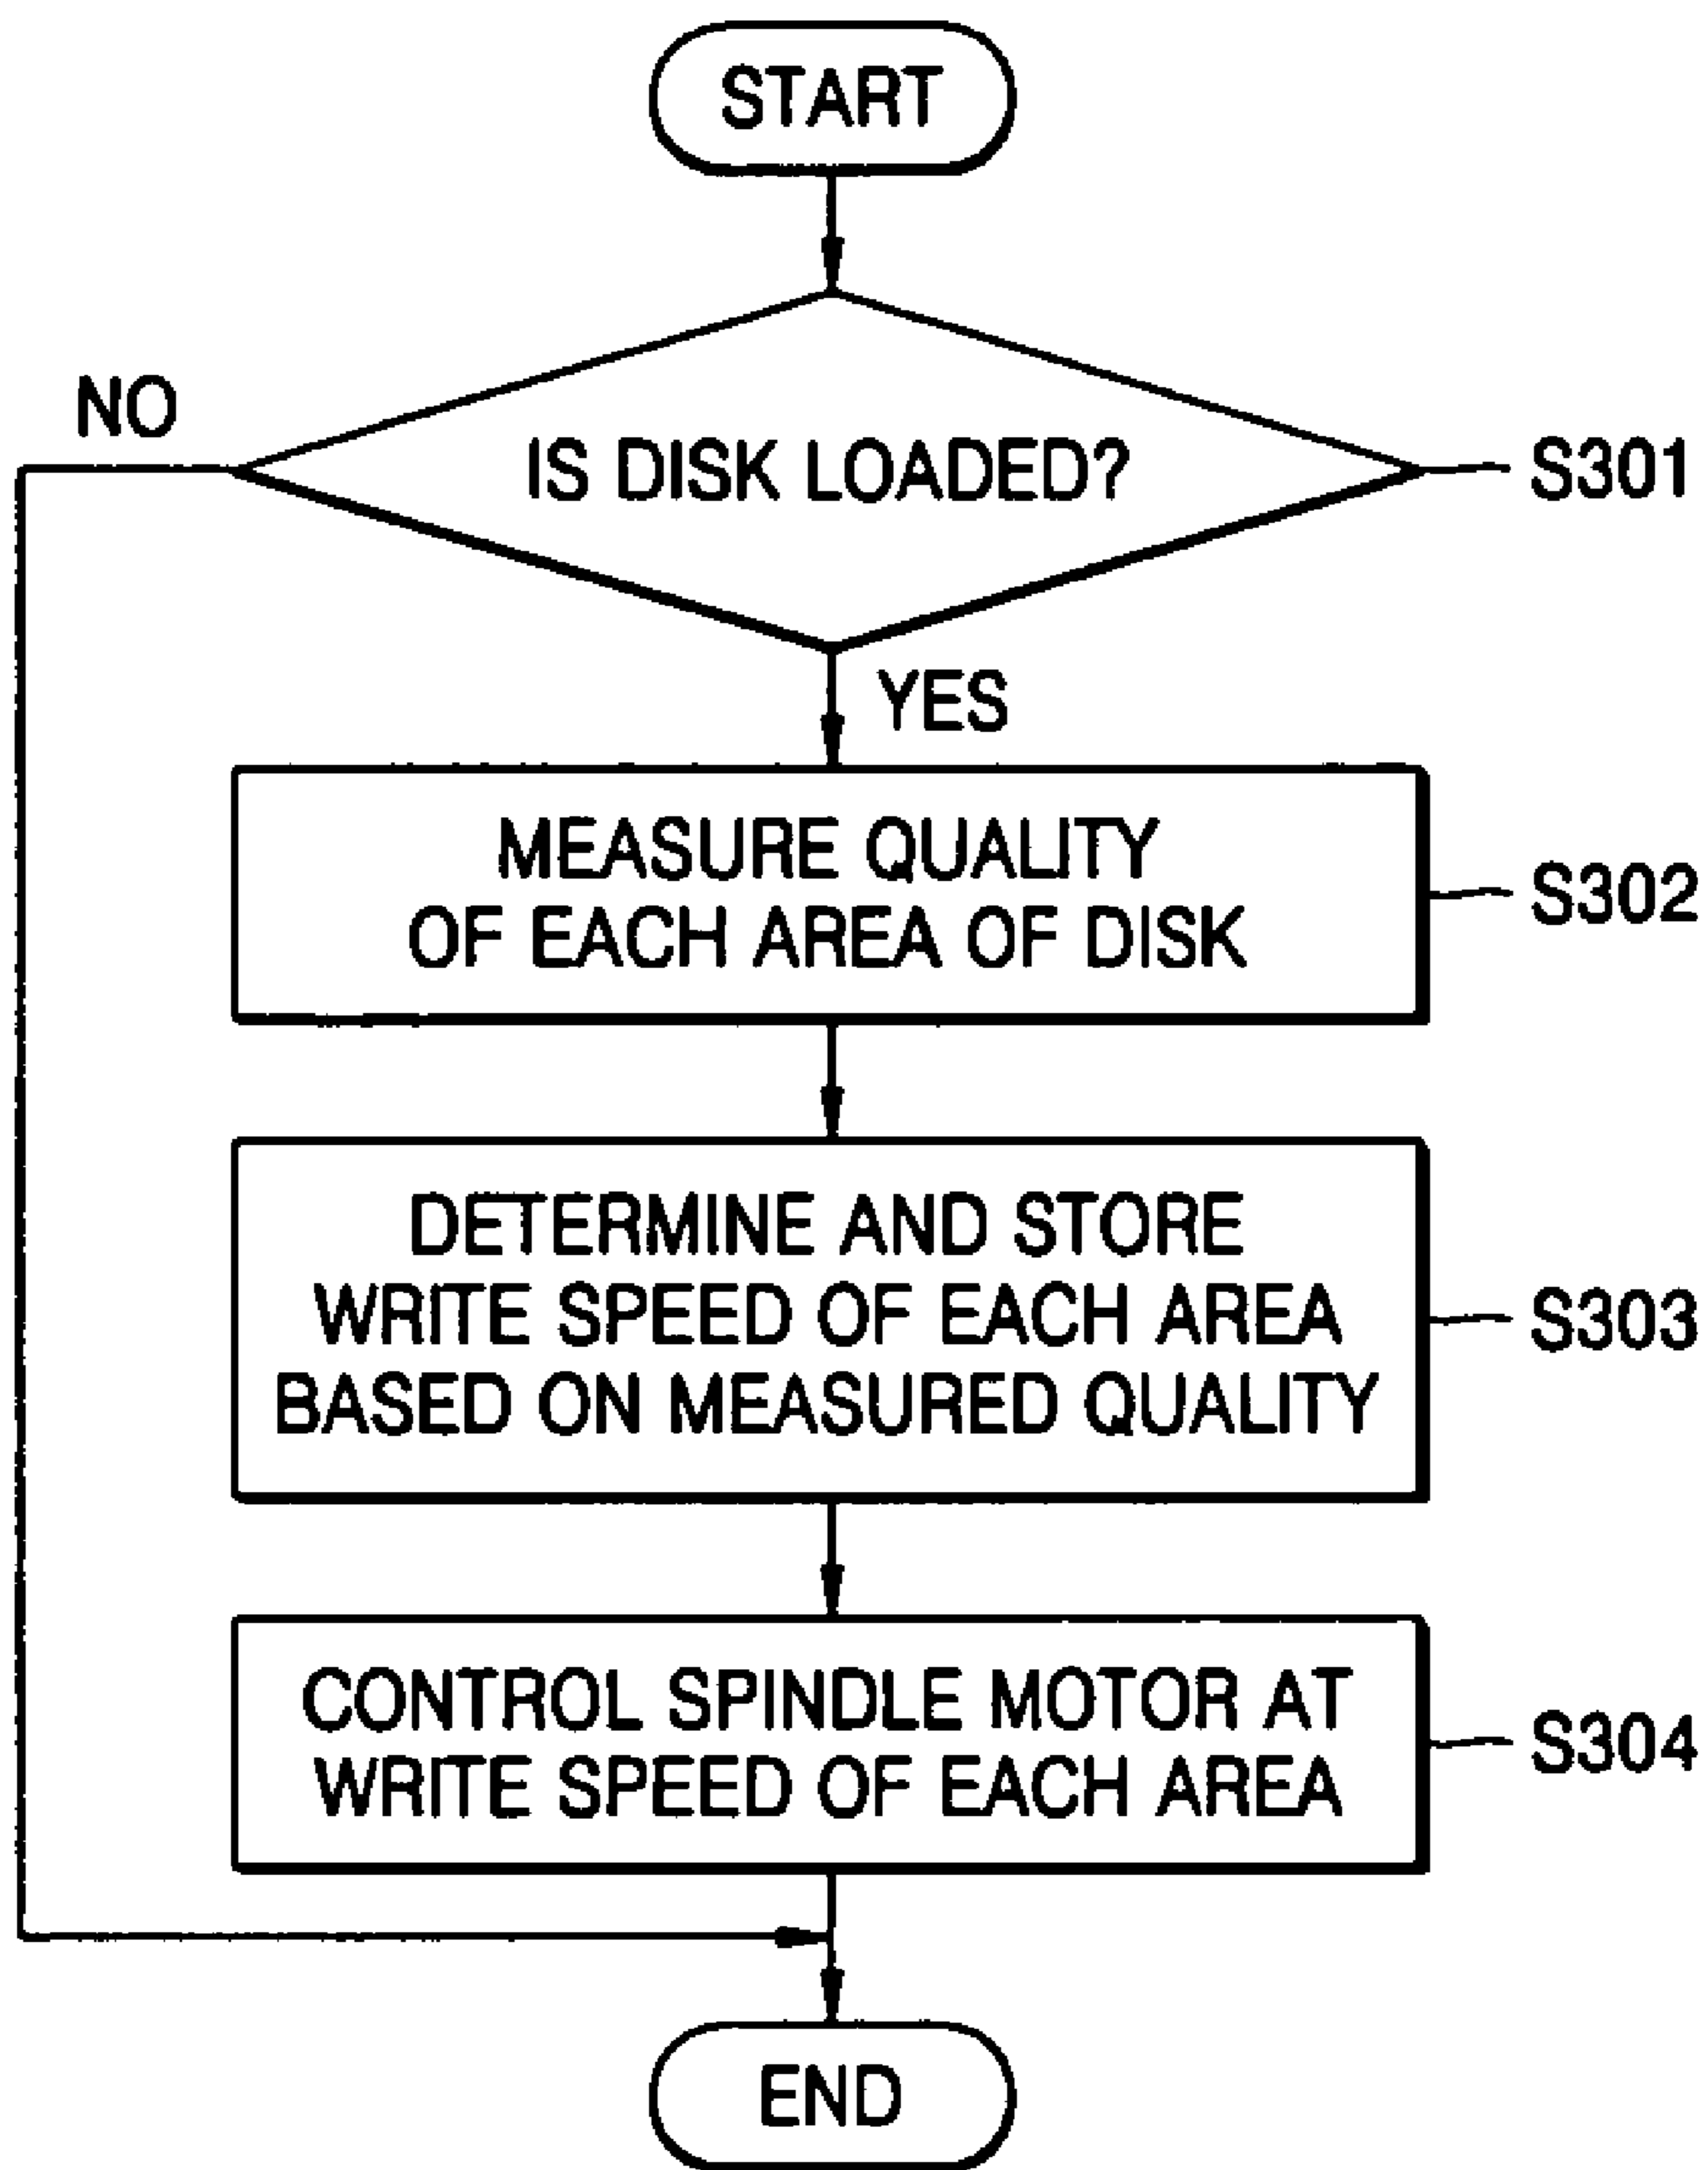 START
NO
IS DISK LOADED?
S301
YES
MEASURE QUALITY
OF EACH AREA OF DISK
S302
DETERMINE AND STORE
WRITE SPEED OF EACH AREA
BASED ON MEASURED QUALITY
S303
CONTROL SPINDLE MOTOR AT
WRITE SPEED OF EACH AREA
S304
END